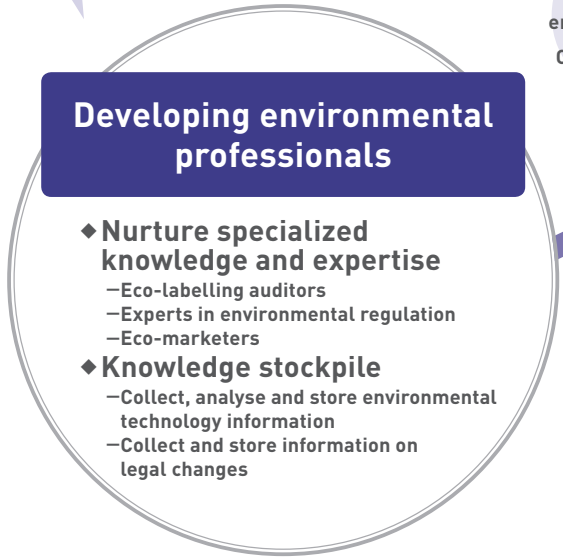 Developing environmental
professionals
◆Nurture specialized
knowledge and expertise
—Eco-labelling auditors
—Experts in environmental regulation
—Eco-marketers
◆Knowledge stockpile
—Collect, analyse and store environmental
technology information
—Collect and store information on
legal changes